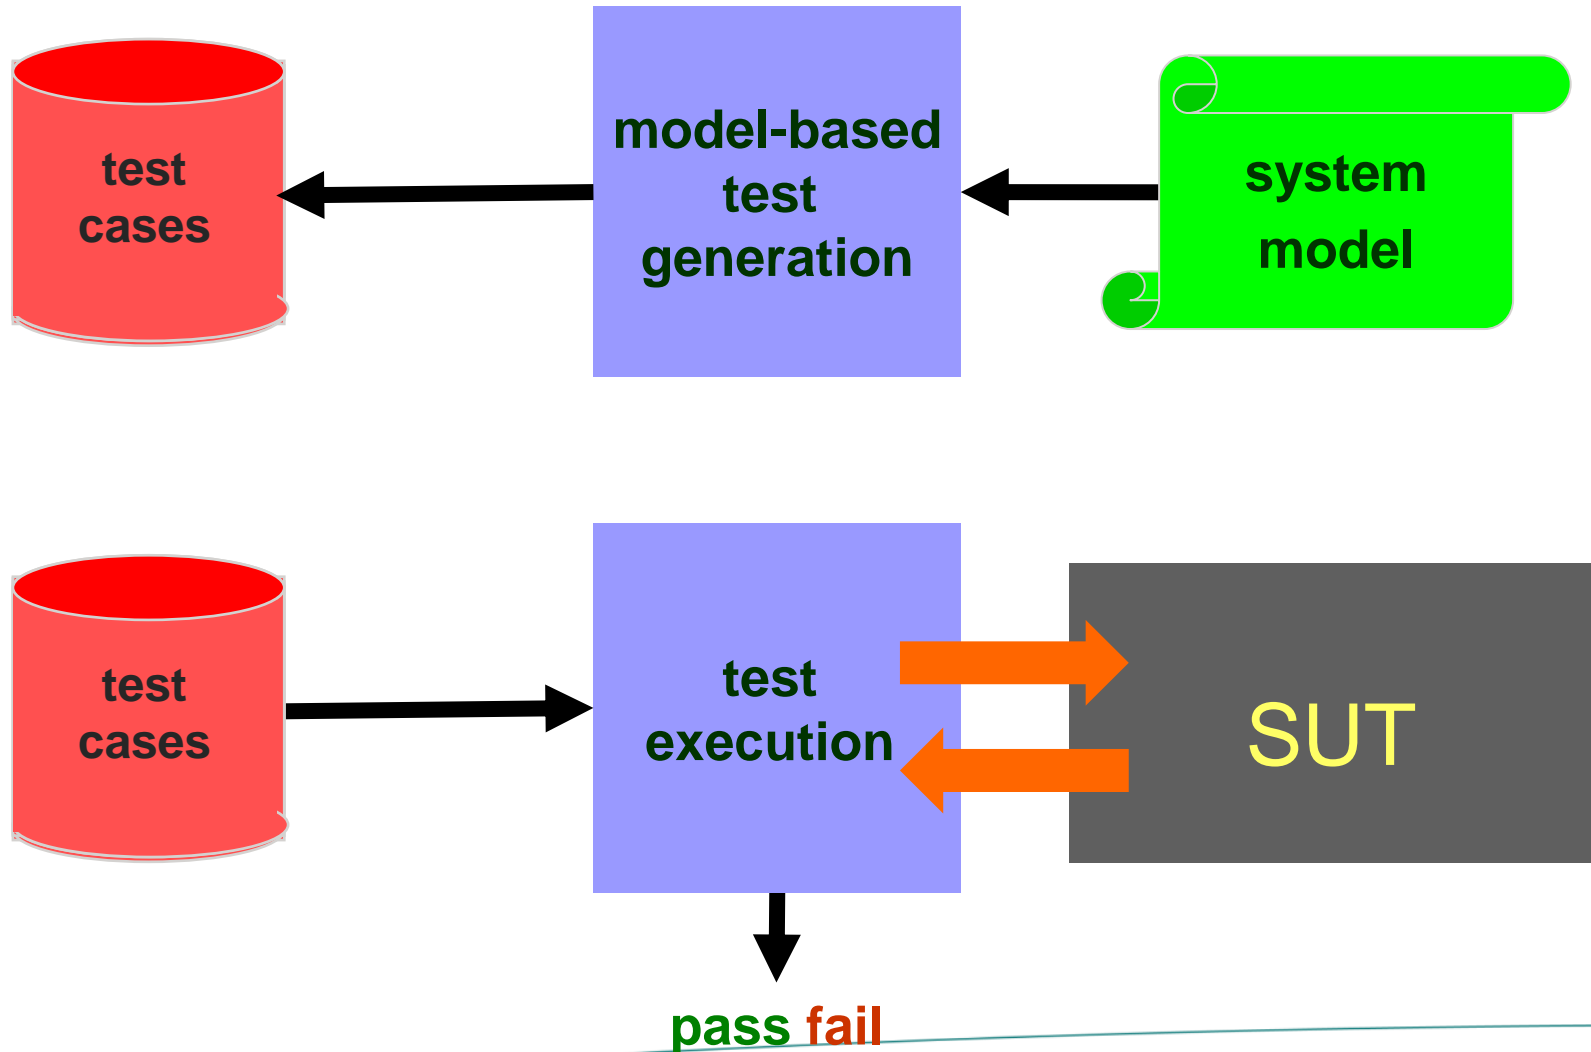 test
cases
model-based
test
generation
system
model
test
cases
test
execution
SUT
pass fail